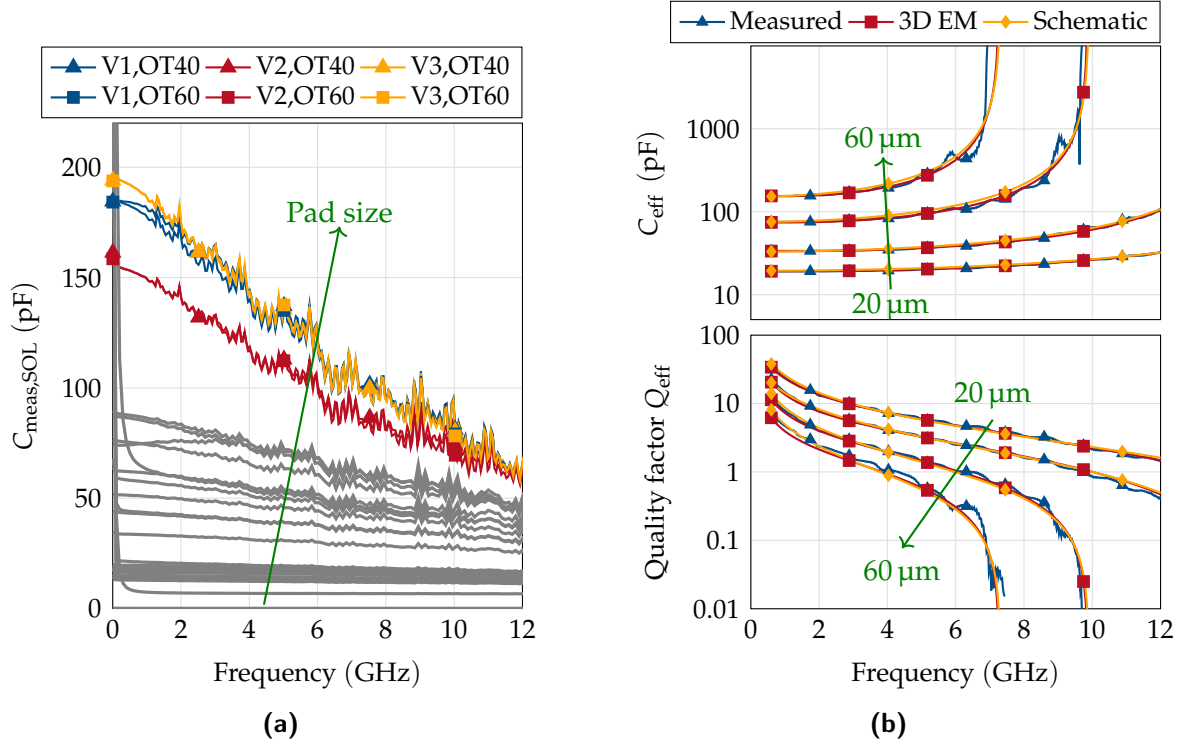 V1,OT40 V2,OT40 V3,OT40
V1,OT60 V2,OT60 V3,OT60
200
150
100
50
0
C_meas,SOL (pF)
Pad size
0 2 4 6 8 10 12
Frequency (GHz)
(a)
Measured 3D EM Schematic
1000
100
10
C_eff (pF)
60 µm
20 µm
100
10
1
0.1
0.01
Quality factor Q_eff
20 µm
60 µm
0 2 4 6 8 10 12
Frequency (GHz)
(b)